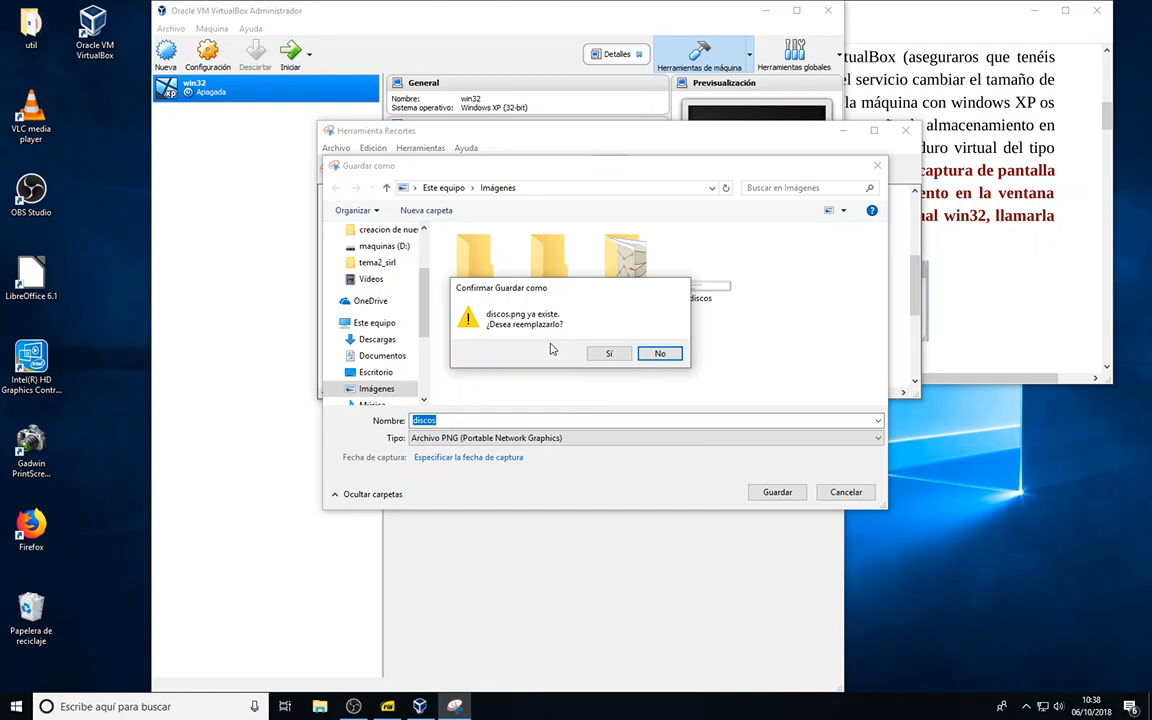 util
Oracle VM
VirtualBox
VLC media
player
OBS Studio
LibreOffice 6.1
Intel(R) HD
Graphics Contr...
Gadwin
PrintScre...
Firefox
Papelera de
reciclaje
Oracle VM VirtualBox Administrador
Archivo Máquina Ayuda
Nueva Configuración Descartar Iniciar
Detalles
Herramientas de máquina
Herramientas globales
win32
Apagada
General
Nombre: win32
Sistema operativo: Windows XP (32-bit)
Previsualización
tualBox (aseguraros que tenéis
el servicio cambiar el tamaño de
la máquina con windows XP os
almacenamiento en
duro virtual del tipo
captura de pantalla
ento en la ventana
ual win32, llamarla
Herramienta Recortes
Archivo Edición Herramientas Ayuda
Guardar como
Este equipo > Imágenes
Buscar en Imágenes
Organizar Nueva carpeta
creacion de nue
maquinas (D:)
tema2_sirl
Vídeos
OneDrive
Este equipo
Descargas
Documentos
Escritorio
Imágenes
Música
discos
Confirmar Guardar como
discos.png ya existe.
¿Desea reemplazarlo?
Sí No
Nombre: discos
Tipo: Archivo PNG (Portable Network Graphics)
Fecha de captura: Especificar la fecha de captura
Ocultar carpetas
Guardar Cancelar
Escribe aquí para buscar
10:38
06/10/2018
6